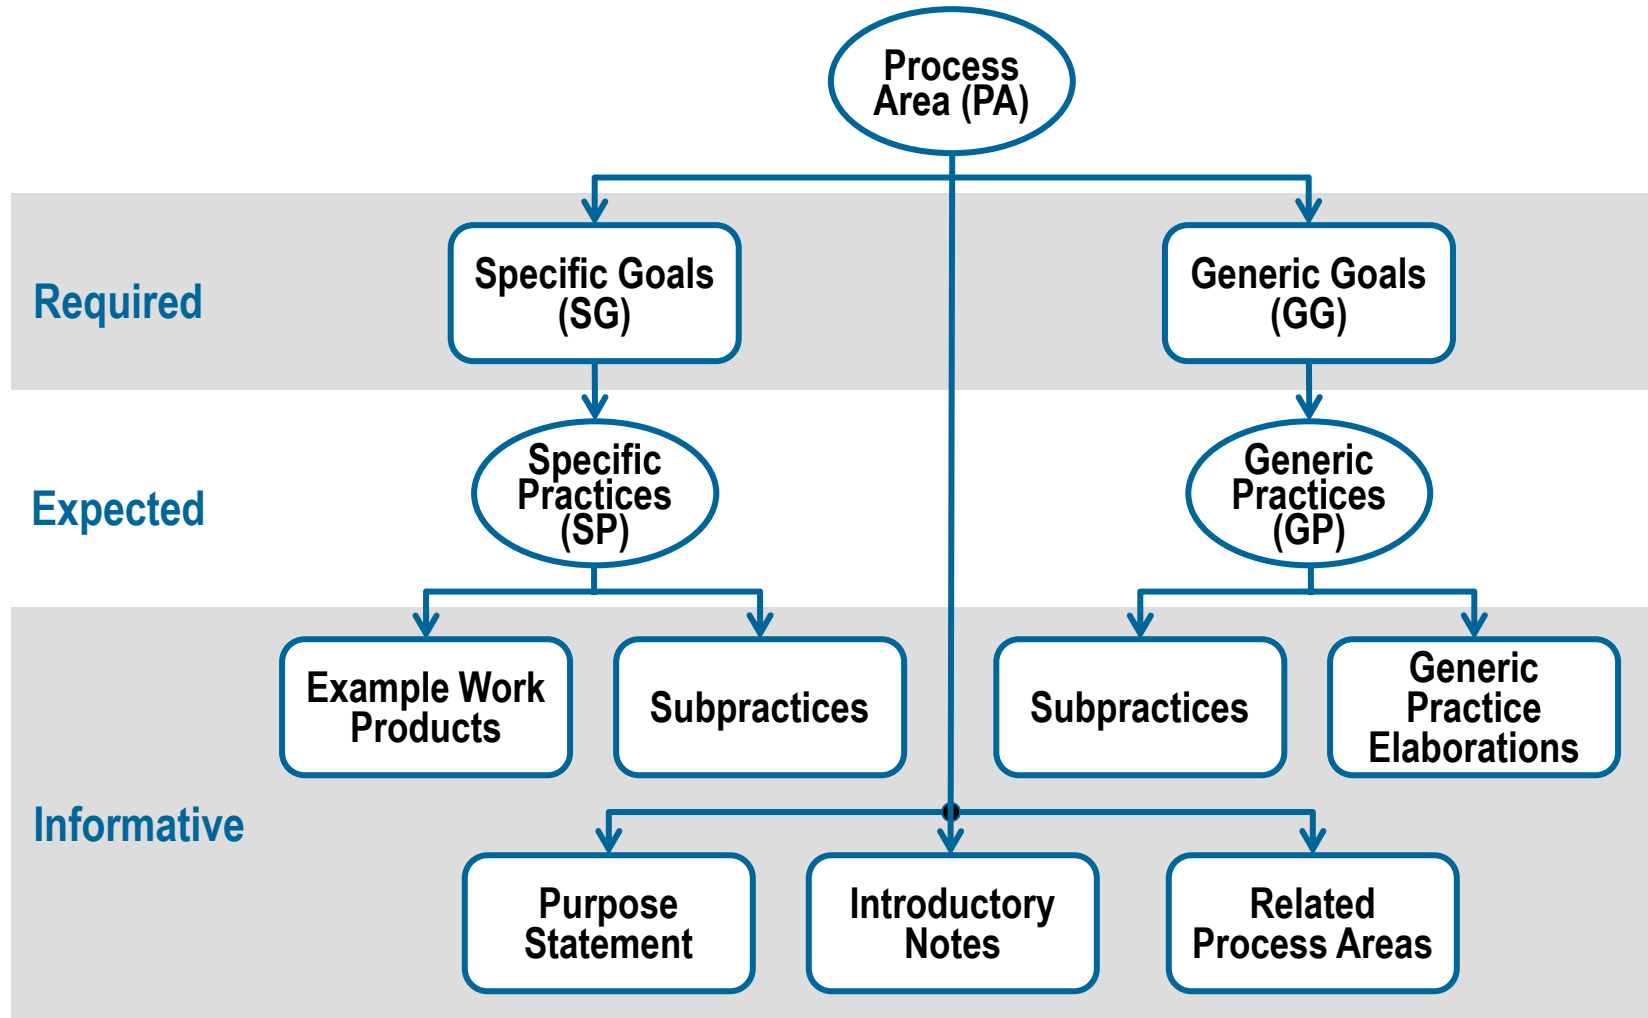 Process
Area (PA)
Required
Specific Goals
(SG)
Generic Goals
(GG)
Expected
Specific
Practices
(SP)
Generic
Practices
(GP)
Informative
Example Work
Products
Subpractices
Subpractices
Generic
Practice
Elaborations
Purpose
Statement
Introductory
Notes
Related
Process Areas